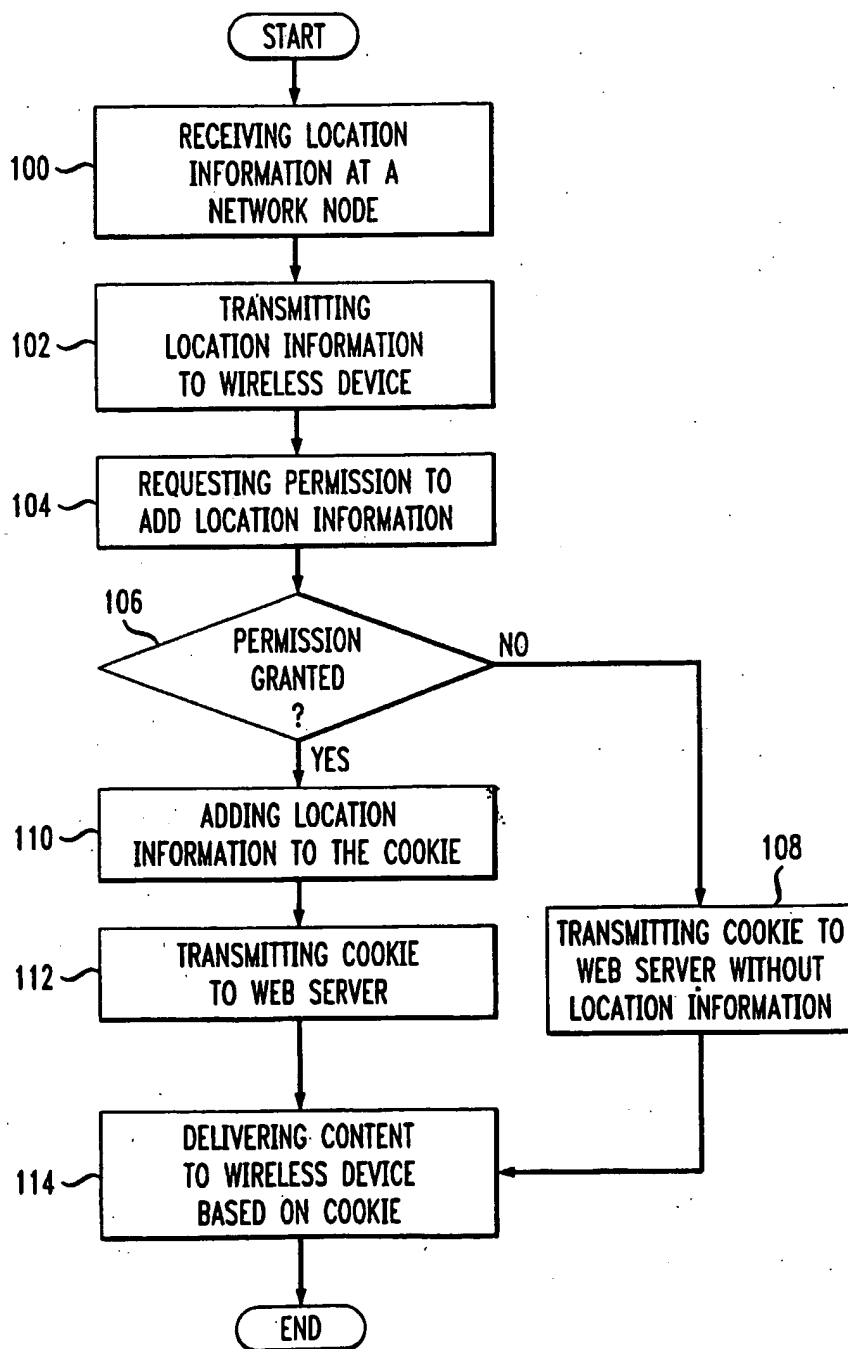 START
100
RECEIVING LOCATION
INFORMATION AT A
NETWORK NODE
102
TRANSMITTING
LOCATION INFORMATION
TO WIRELESS DEVICE
104
REQUESTING PERMISSION TO
ADD LOCATION INFORMATION
106
PERMISSION
GRANTED
?
NO
YES
110
ADDING LOCATION
INFORMATION TO THE COOKIE
108
TRANSMITTING COOKIE TO
WEB SERVER WITHOUT
LOCATION INFORMATION
112
TRANSMITTING COOKIE
TO WEB SERVER
114
DELIVERING CONTENT
TO WIRELESS DEVICE
BASED ON COOKIE
END